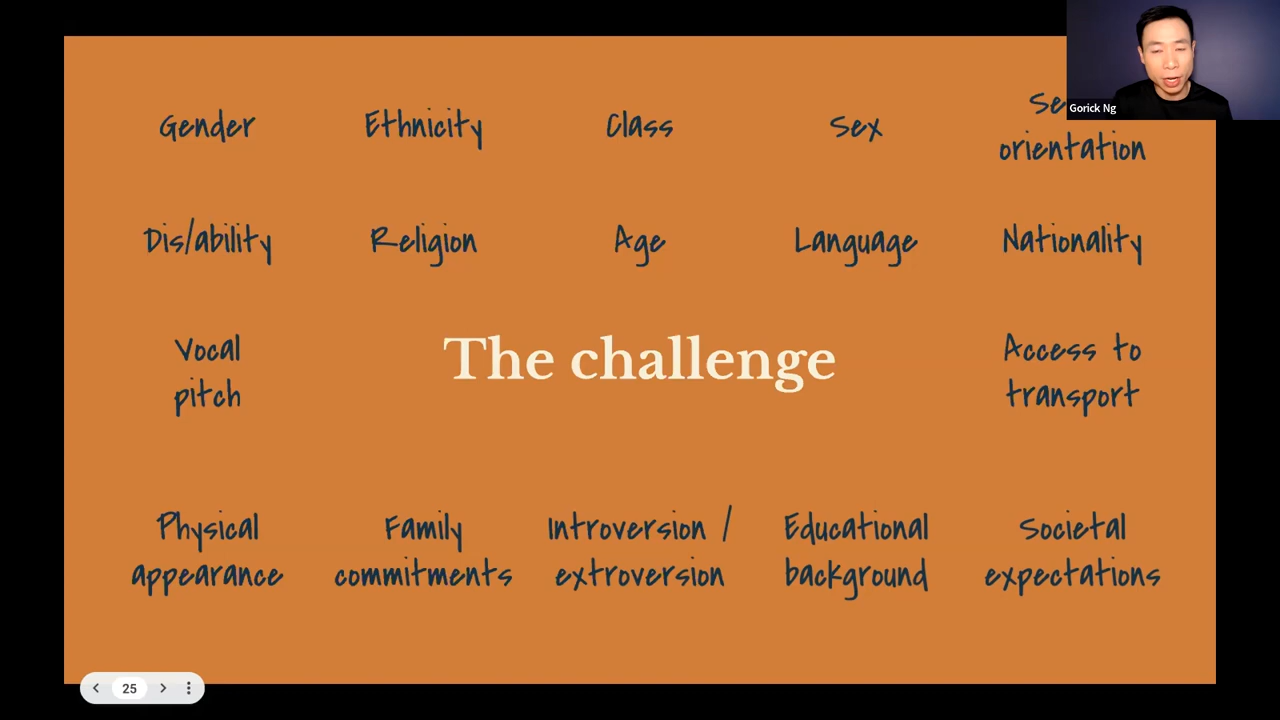 Gorick Ng
Gender Ethnicity Class Sex
orientation
Dis/ability Religion Age Language Nationality
Vocal
pitch
The challenge
Access to
transport
Physical
appearance
Family
commitments
Introversion /
extroversion
Educational
background
Societal
expectations
25